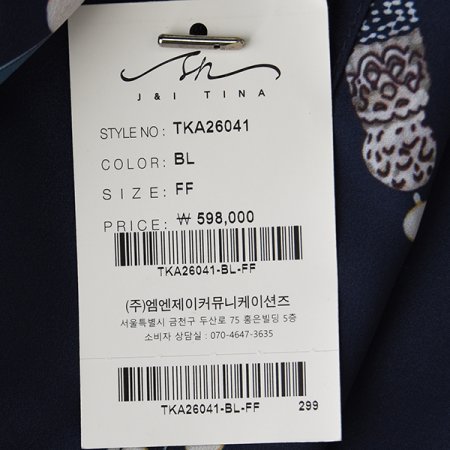 J & I TINA
STYLE NO : TKA26041
COLOR : BL
SIZE : FF
PRICE : ₩ 598,000
TKA26041-BL-FF
(주)엠엔제이커뮤니케이션즈
서울특별시 금천구 두산로 75 홍은빌딩 5층
소비자 상담실 : 070-4647-3635
TKA26041-BL-FF 299